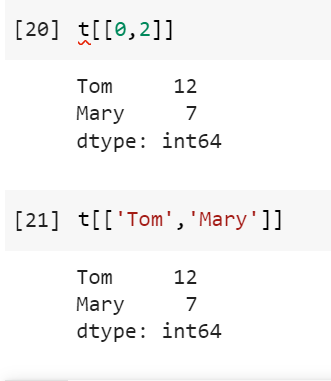 [20] t[[0,2]]
Tom     12
Mary     7
dtype: int64
[21] t[['Tom','Mary']]
Tom     12
Mary     7
dtype: int64